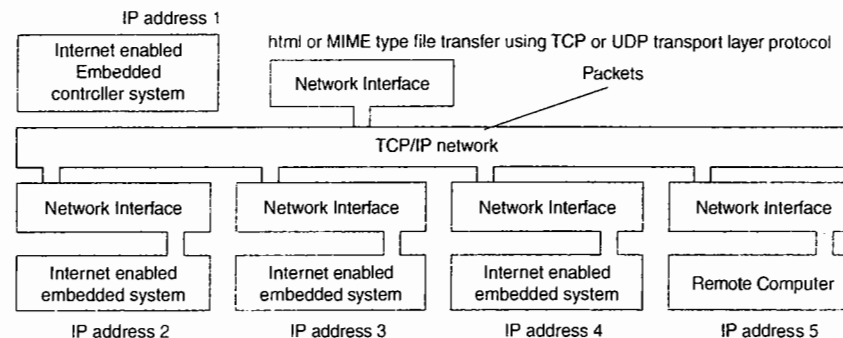 IP address 1
Internet enabled
Embedded
controller system
html or MIME type file transfer using TCP or UDP transport layer protocol
Network Interface
Packets
TCP/IP network
Network Interface
Network Interface
Network Interface
Network Interface
Internet enabled
embedded system
Internet enabled
embedded system
Internet enabled
embedded system
Remote Computer
IP address 2
IP address 3
IP address 4
IP address 5